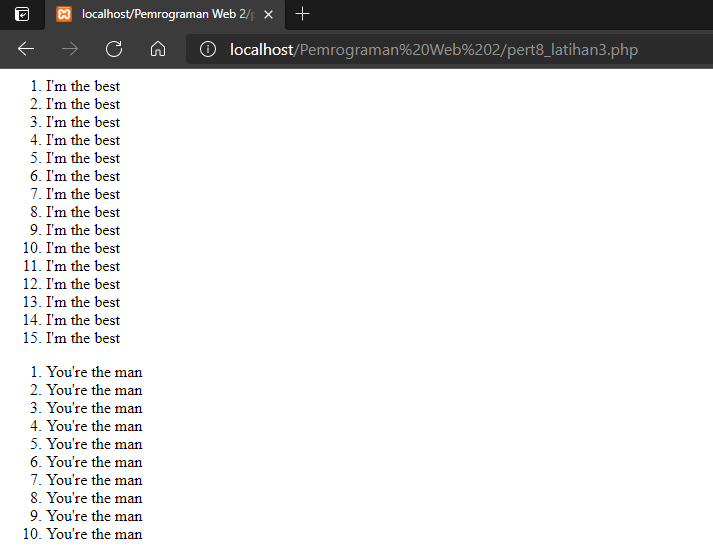 localhost/Pemrograman Web 2/p
localhost/Pemrograman%20Web%202/pert8_latihan3.php
1. I'm the best
2. I'm the best
3. I'm the best
4. I'm the best
5. I'm the best
6. I'm the best
7. I'm the best
8. I'm the best
9. I'm the best
10. I'm the best
11. I'm the best
12. I'm the best
13. I'm the best
14. I'm the best
15. I'm the best
1. You're the man
2. You're the man
3. You're the man
4. You're the man
5. You're the man
6. You're the man
7. You're the man
8. You're the man
9. You're the man
10. You're the man